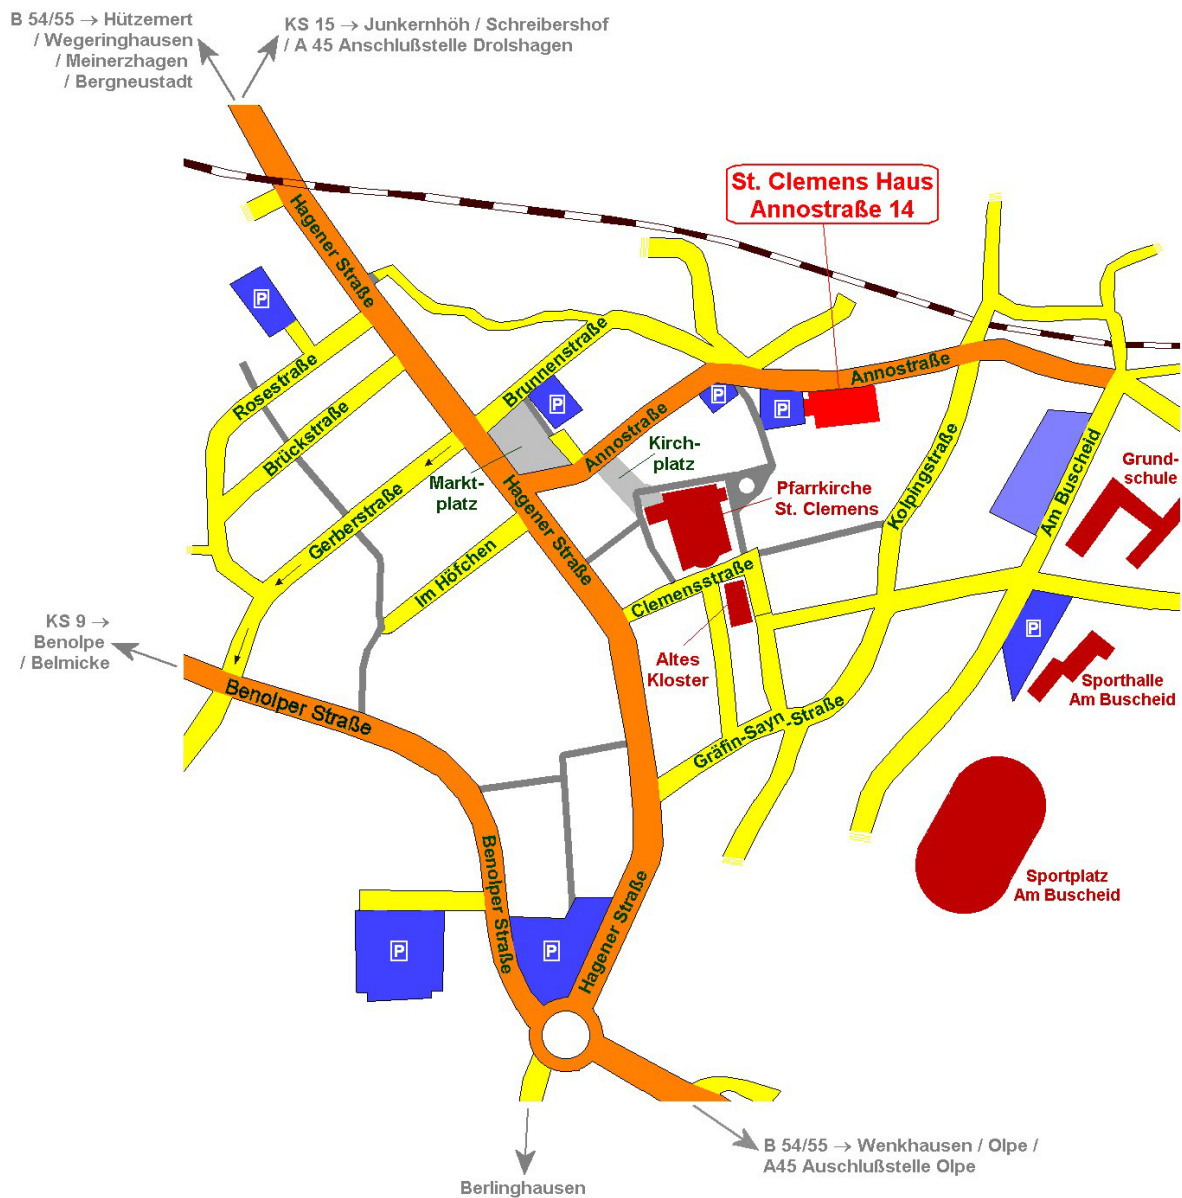 B 54/55 → Hützemert
/ Wegeringhausen
/ Meinerzhagen
/ Bergneustadt
KS 15 → Junkernhöh / Schreibershof
/ A 45 Anschlußstelle Drolshagen
St. Clemens Haus
Annostraße 14
Hagener Straße
P
Rosestraße
Brunnenstraße
Annostraße
Brückstraße
P
P
P
Annostraße
Kirch-
platz
Markt-
platz
Kolpingstraße
Am Buscheid
Grund-
schule
Pfarrkirche
St. Clemens
Gerberstraße
Hagener Straße
Im Höfchen
Clemensstraße
KS 9 →
Benolpe
/ Belmicke
P
Altes
Kloster
Sporthalle
Am Buscheid
Benolper Straße
Gräfin-Sayn
-Straße
Benolper Straße
Hagener Straße
Sportplatz
Am Buscheid
P
P
B 54/55 → Wenkhausen / Olpe /
A45 Auschlußstelle Olpe
Berlinghausen